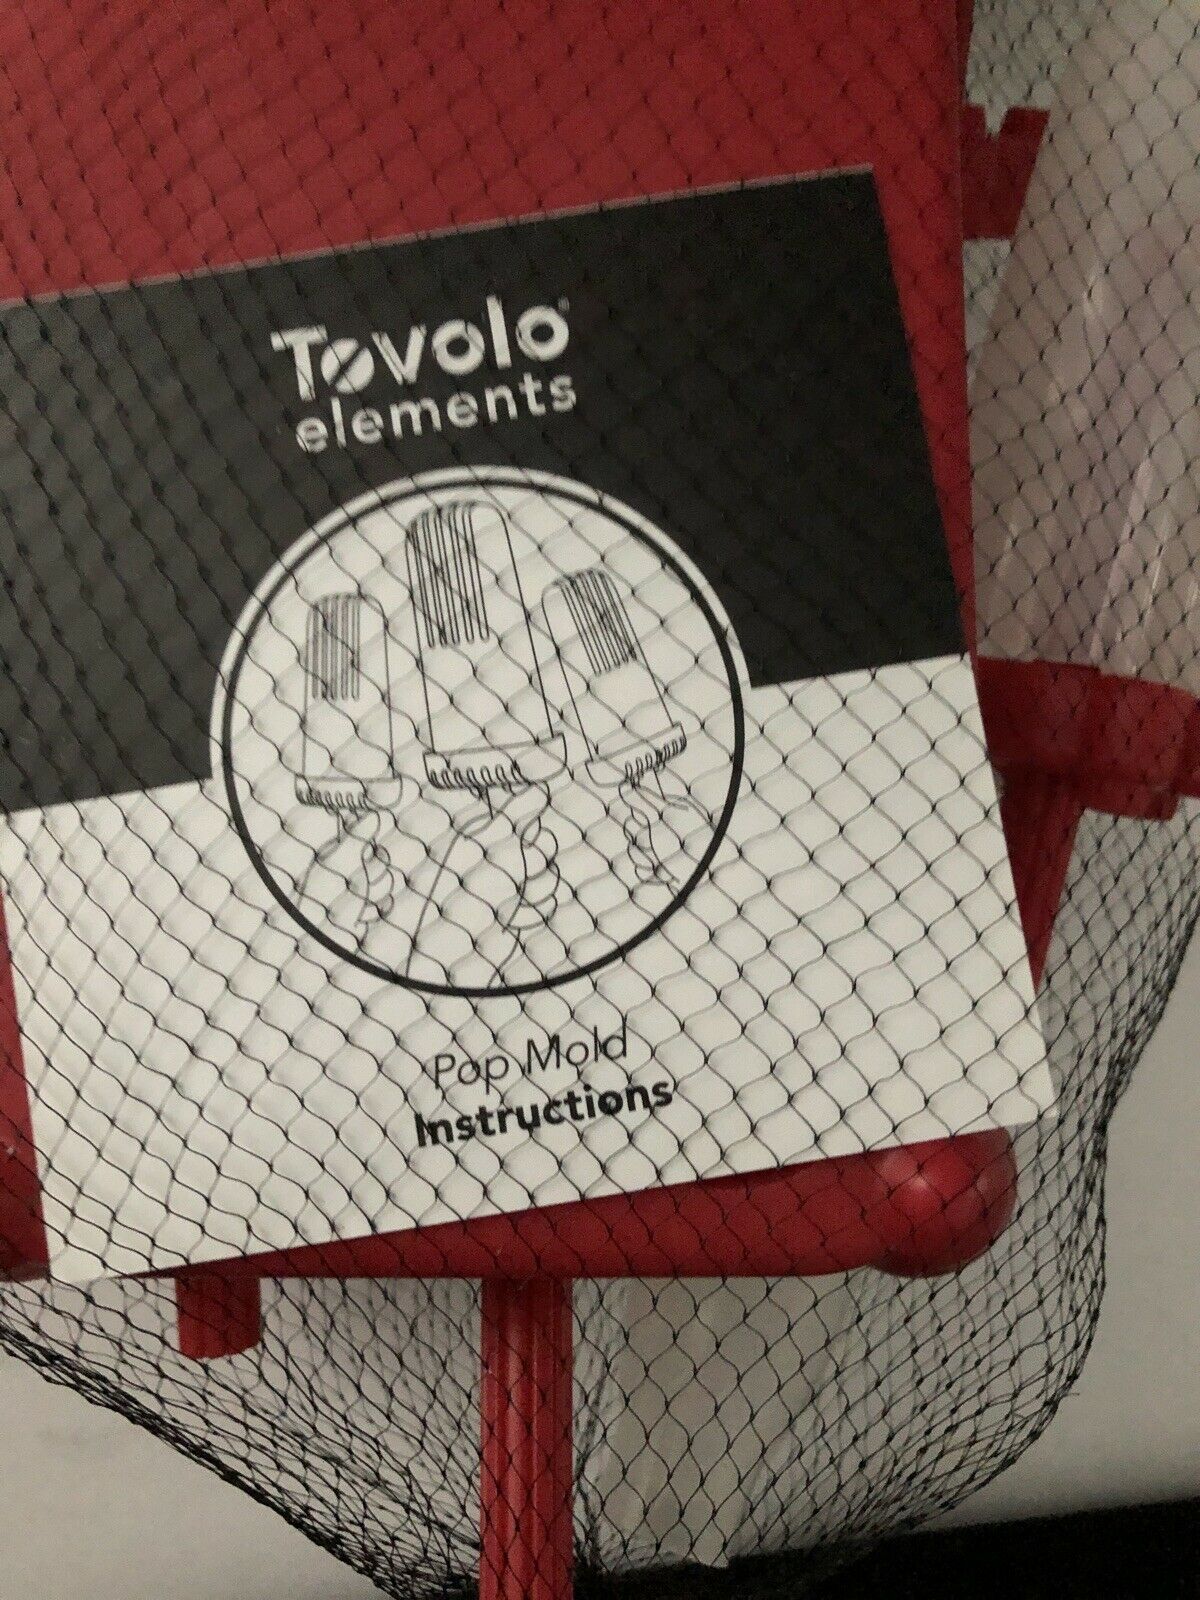 Tovolo
elements
Pop Mold
Instructions